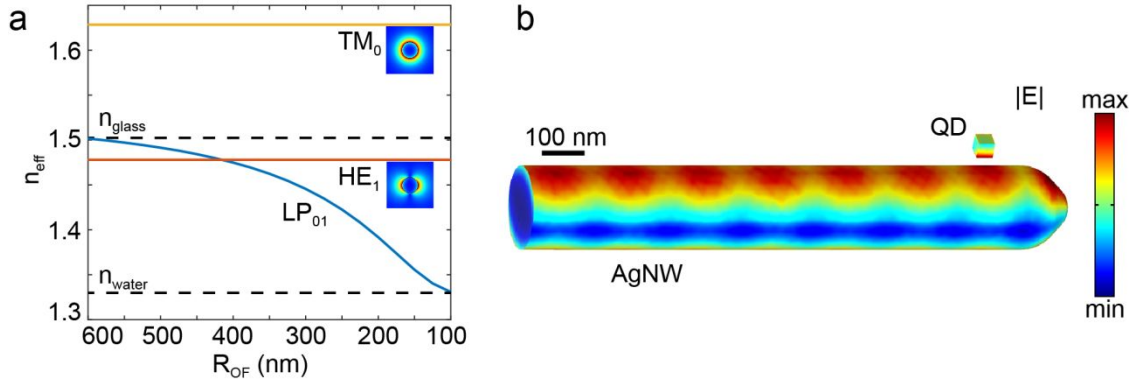 a
1.6
1.5
1.4
1.3
n_eff
TM₀
n_glass
HE₁
LP₀₁
n_water
600 500 400 300 200 100
R_OF (nm)
b
|E|
max
QD
100 nm
AgNW
min